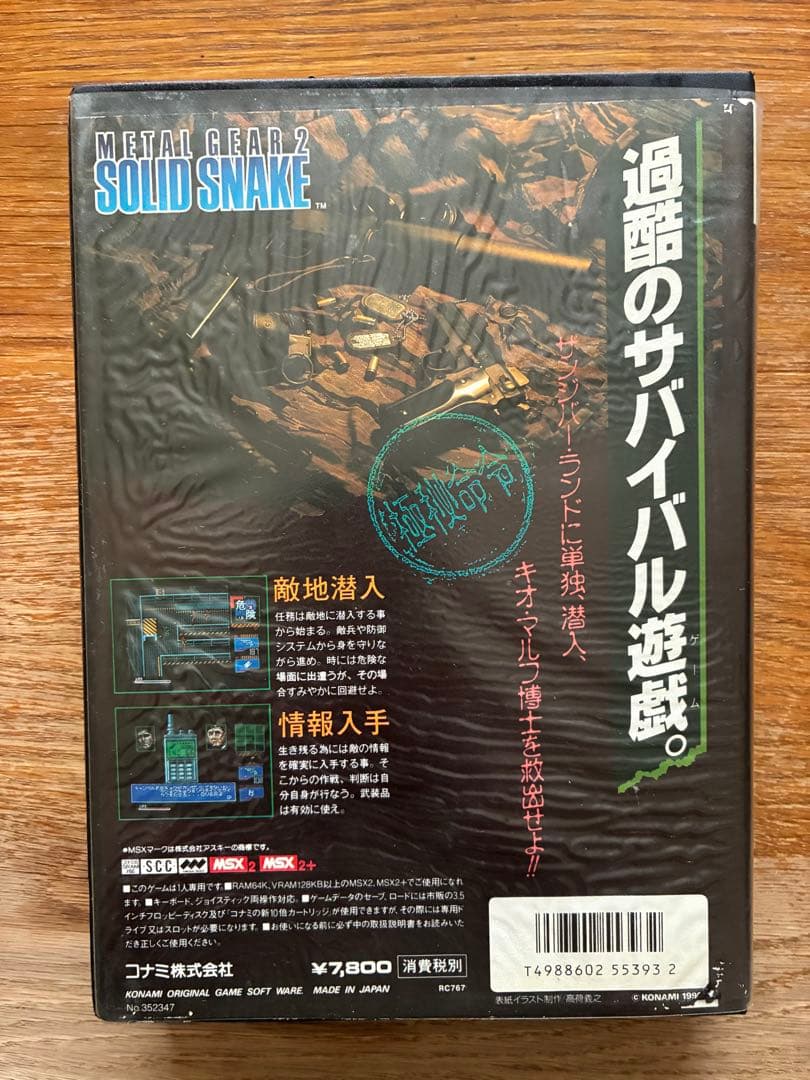 METAL GEAR 2
SOLID SNAKE™
過酷のサバイバル遊戯。
ゲーム
ザンジバー・ランドに単独、潜入、
キオ・マルフ博士を救出せよ!!
極秘命令
敵地潜入
任務は敵地に潜入する事
から始まる。敵兵や防御
システムから身を守りな
がら進め。時には危険な
場面に出遭うが、その場
合すみやかに回避せよ。
危険
情報入手
生き残る為には敵の情報
を確実に入手する事。そ
こからの作戦、判断は自
分自身が行なう。武装品
は有効に使え。
*MSXマークは株式会社アスキーの商標です。
SCC MSX 2 MSX 2+
■このゲームは1人専用です。■RAM64K、VRAM128KB以上のMSX2、MSX2+でご使用になれ
ます。■キーボード、ジョイスティック両操作対応。■ゲームデータのセーブ、ロードには市販の3.5
インチフロッピーディスク及び「コナミの新10倍カートリッジ」が使用できますが、その際には専用ド
ライブ又はスロットが必要になります。■お使いになる前に必ず中の取扱説明書をお読みいた
だき正しくご使用ください。
コナミ株式会社 ¥7,800 消費税別
KONAMI ORIGINAL GAME SOFT WARE. MADE IN JAPAN RC767
No.352347
T4988602 55393 2
表紙イラスト制作/高荷義之 © KONAMI